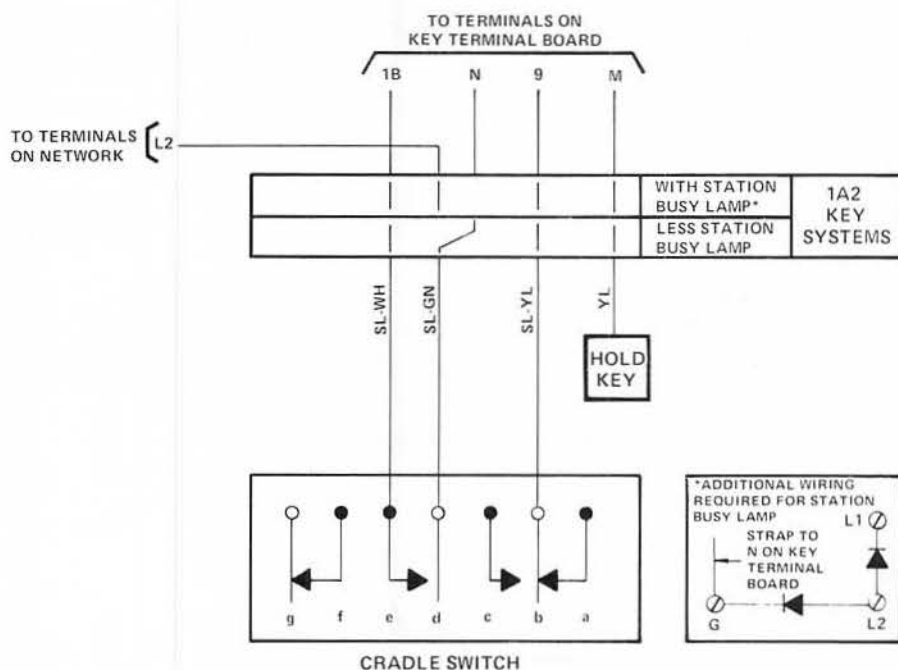 TO TERMINALS ON
KEY TERMINAL BOARD
1B N 9 M
TO TERMINALS
ON NETWORK
L2
WITH STATION
BUSY LAMP*
LESS STATION
BUSY LAMP
1A2
KEY
SYSTEMS
SL-WH
SL-GN
SL-YL
YL
HOLD
KEY
g f e d c b a
CRADLE SWITCH
*ADDITIONAL WIRING
REQUIRED FOR STATION
BUSY LAMP
L1
STRAP TO
N ON KEY
TERMINAL
BOARD
G
L2